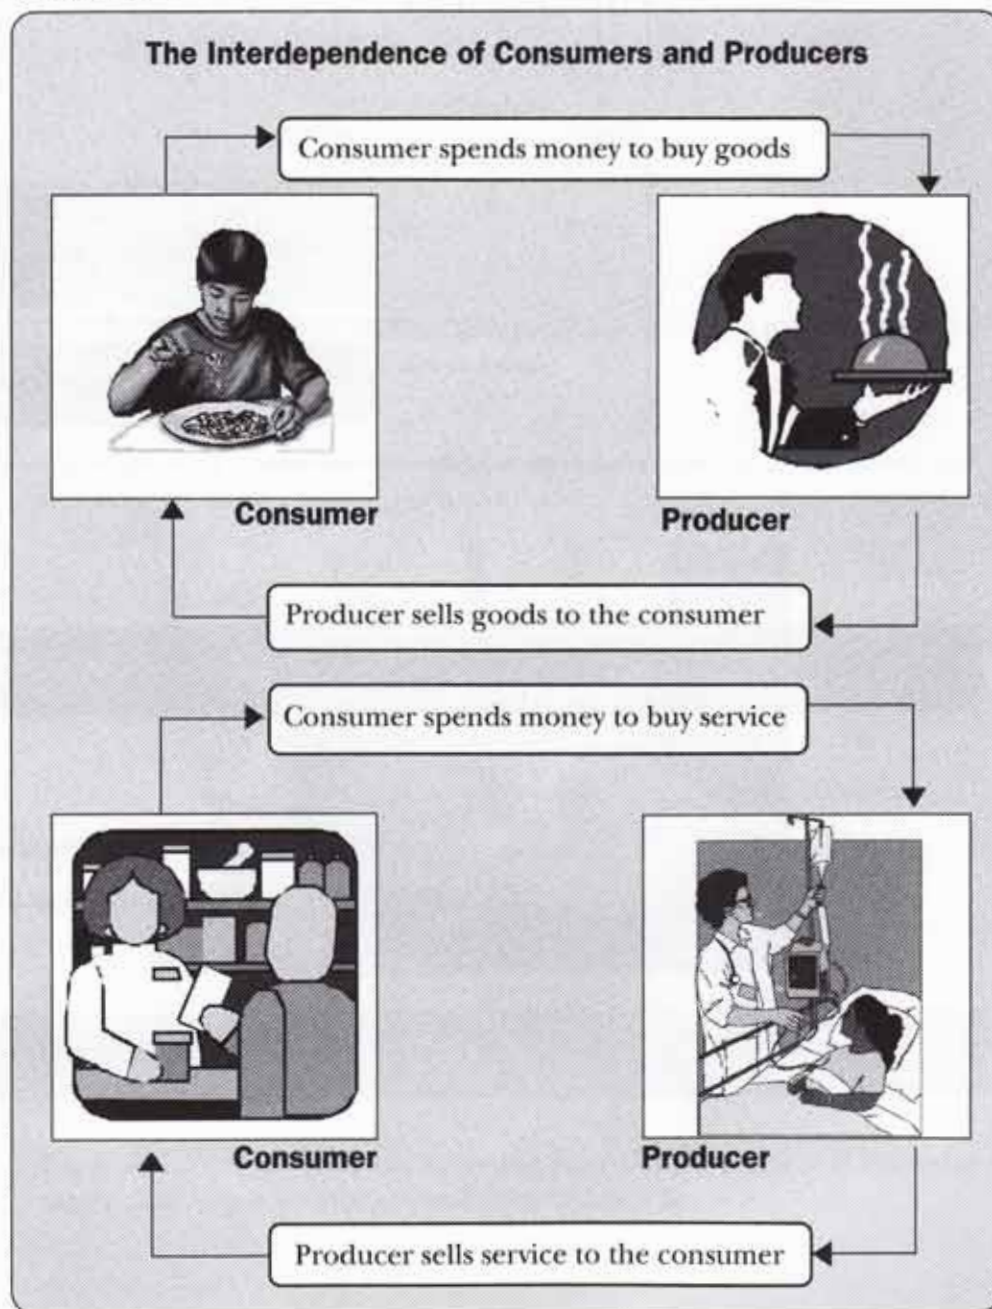 The Interdependence of Consumers and Producers
Consumer spends money to buy goods
Consumer
Producer
Producer sells goods to the consumer
Consumer spends money to buy service
Consumer
Producer
Producer sells service to the consumer